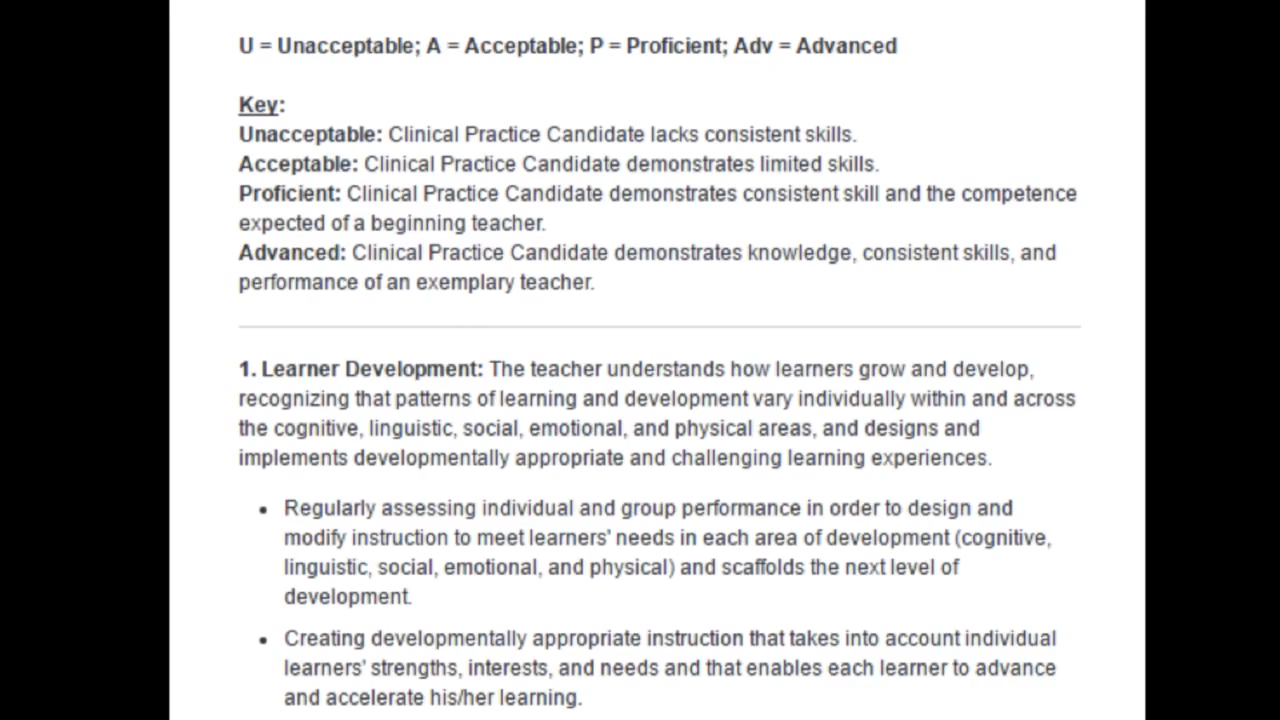 U = Unacceptable; A = Acceptable; P = Proficient; Adv = Advanced
Key:
Unacceptable: Clinical Practice Candidate lacks consistent skills.
Acceptable: Clinical Practice Candidate demonstrates limited skills.
Proficient: Clinical Practice Candidate demonstrates consistent skill and the competence
expected of a beginning teacher.
Advanced: Clinical Practice Candidate demonstrates knowledge, consistent skills, and
performance of an exemplary teacher.
1. Learner Development: The teacher understands how learners grow and develop,
recognizing that patterns of learning and development vary individually within and across
the cognitive, linguistic, social, emotional, and physical areas, and designs and
implements developmentally appropriate and challenging learning experiences.
• Regularly assessing individual and group performance in order to design and
modify instruction to meet learners' needs in each area of development (cognitive,
linguistic, social, emotional, and physical) and scaffolds the next level of
development.
• Creating developmentally appropriate instruction that takes into account individual
learners' strengths, interests, and needs and that enables each learner to advance
and accelerate his/her learning.